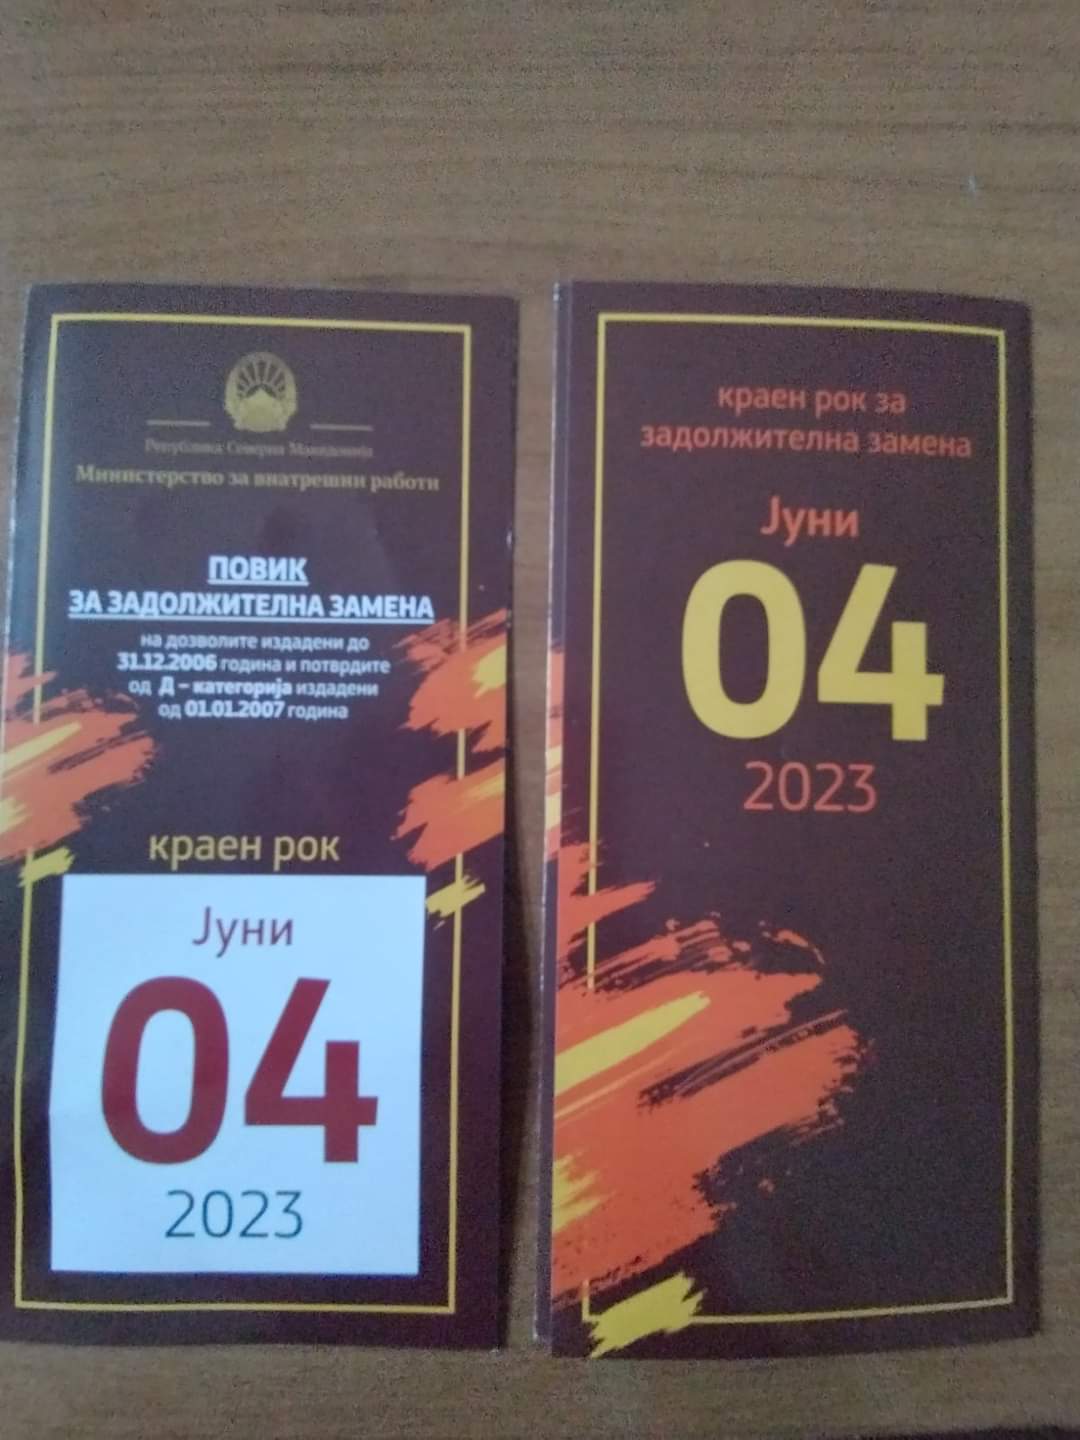 Република Северна Македонија
Министерство за внатрешни работи
ПОВИК
ЗА ЗАДОЛЖИТЕЛНА ЗАМЕНА
на дозволите издадени до
31.12.2006 година и потврдите
од Д – категорија издадени
од 01.01.2007 година
краен рок
Јуни
04
2023
краен рок за
задолжителна замена
Јуни
04
2023